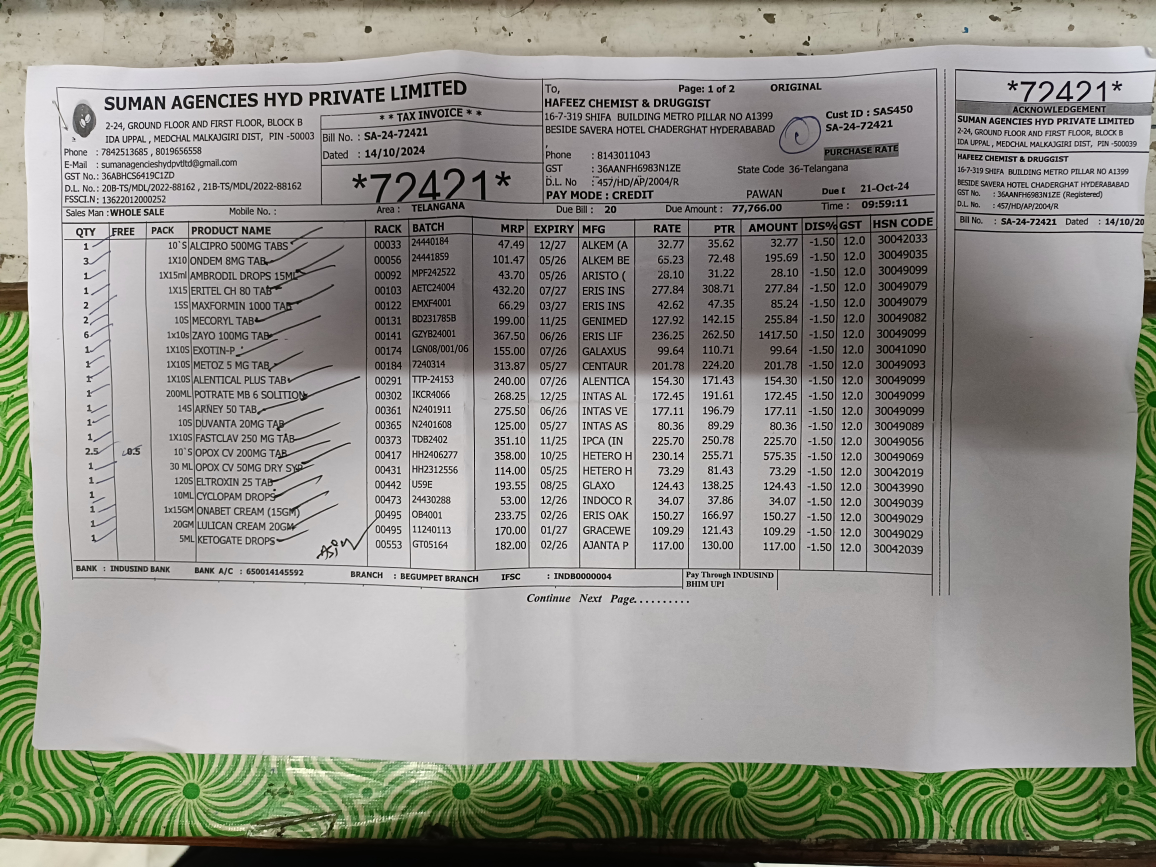 SUMAN AGENCIES HYD PRIVATE LIMITED
2-24, GROUND FLOOR AND FIRST FLOOR, BLOCK B
IDA UPPAL , MEDCHAL MALKAJGIRI DIST, PIN -50003
Phone : 7842513685 , 8019656558
E-Mail : sumanagencieshydpvtltd@gmail.com
GST No.: 36ABHCS6419C1ZD
D.L. No.: 20B-TS/MDL/2022-88162 , 21B-TS/MDL/2022-88162
FSSCI.N: 13622012000252
* * TAX INVOICE * *
Bill No. : SA-24-72421
Dated : 14/10/2024
*72421*
To, Page: 1 of 2 ORIGINAL
HAFEEZ CHEMIST & DRUGGIST
16-7-319 SHIFA BUILDING METRO PILLAR NO A1399
BESIDE SAVERA HOTEL CHADERGHAT HYDERABABAD
,
Cust ID : SAS450
SA-24-72421
PURCHASE RATE
Phone : 8143011043
GST : 36AANFH6983N1ZE State Code 36-Telangana
D.L. No : 457/HD/AP/2004/R
PAY MODE : CREDIT PAWAN Due 21-Oct-24
Sales Man : WHOLE SALE Mobile No. : Area : TELANGANA Due Bill : 20 Due Amount : 77,766.00 Time : 09:59:11
QTY FREE PACK PRODUCT NAME RACK BATCH MRP EXPIRY MFG RATE PTR AMOUNT DIS% GST HSN CODE
1 10`S ALCIPRO 500MG TABS 00033 24440184 47.49 12/27 ALKEM (A 32.77 35.62 32.77 -1.50 12.0 30042033
3 1X10 ONDEM 8MG TAB 00056 24441859 101.47 05/26 ALKEM BE 65.23 72.48 195.69 -1.50 12.0 30049035
1 1X15ml AMBRODIL DROPS 15ML 00092 MPF242522 43.70 05/26 ARISTO ( 28.10 31.22 28.10 -1.50 12.0 30049099
1 1X15 ERITEL CH 80 TAB 00103 AETC24004 432.20 07/27 ERIS INS 277.84 308.71 277.84 -1.50 12.0 30049079
2 15S MAXFORMIN 1000 TAB 00122 EMXF4001 66.29 03/27 ERIS INS 42.62 47.35 85.24 -1.50 12.0 30049079
2 10S MECORYL TAB 00131 BD231785B 199.00 11/25 GENIMED 127.92 142.15 255.84 -1.50 12.0 30049082
6 1x10s ZAYO 100MG TAB 00141 GZYB24001 367.50 06/26 ERIS LIF 236.25 262.50 1417.50 -1.50 12.0 30049099
1 1X10S EXOTIN-P 00174 LGN08/001/06 155.00 07/26 GALAXUS 99.64 110.71 99.64 -1.50 12.0 30041090
1 1X10S METOZ 5 MG TAB 00184 7240314 313.87 05/27 CENTAUR 201.78 224.20 201.78 -1.50 12.0 30049093
1 1X10S ALENTICAL PLUS TAB 00291 TTP-24153 240.00 07/26 ALENTICA 154.30 171.43 154.30 -1.50 12.0 30049099
1 200ML POTRATE MB 6 SOLITION 00302 IKCR4066 268.25 12/25 INTAS AL 172.45 191.61 172.45 -1.50 12.0 30049099
1 14S ARNEY 50 TAB 00361 N2401911 275.50 06/26 INTAS VE 177.11 196.79 177.11 -1.50 12.0 30049099
1 10S DUVANTA 20MG TAB 00365 N2401608 125.00 05/27 INTAS AS 80.36 89.29 80.36 -1.50 12.0 30049089
1 1X10S FASTCLAV 250 MG TAB 00373 TDB2402 351.10 11/25 IPCA (IN 225.70 250.78 225.70 -1.50 12.0 30049056
2.5 0.5 10`S OPOX CV 200MG TAB 00417 HH2406277 358.00 10/25 HETERO H 230.14 255.71 575.35 -1.50 12.0 30049069
1 30 ML OPOX CV 50MG DRY SYP 00431 HH2312556 114.00 05/25 HETERO H 73.29 81.43 73.29 -1.50 12.0 30042019
1 120S ELTROXIN 25 TAB 00442 U59E 193.55 08/25 GLAXO 124.43 138.25 124.43 -1.50 12.0 30043990
1 10ML CYCLOPAM DROPS 00473 24430288 53.00 12/26 INDOCO R 34.07 37.86 34.07 -1.50 12.0 30049039
1 1x15GM ONABET CREAM (15GM) 00495 OB4001 233.75 02/26 ERIS OAK 150.27 166.97 150.27 -1.50 12.0 30049029
1 20GM LULICAN CREAM 20GM 00495 11240113 170.00 01/27 GRACEWE 109.29 121.43 109.29 -1.50 12.0 30049029
1 5ML KETOGATE DROPS 00553 GT05164 182.00 02/26 AJANTA P 117.00 130.00 117.00 -1.50 12.0 30042039
BANK : INDUSIND BANK BANK A/C : 650014145592 BRANCH : BEGUMPET BRANCH IFSC : INDB0000004 Pay Through INDUSIND
BHIM UPI
Continue Next Page..........
*72421*
ACKNOWLEDGEMENT
SUMAN AGENCIES HYD PRIVATE LIMITED
2-24, GROUND FLOOR AND FIRST FLOOR, BLOCK B
IDA UPPAL , MEDCHAL MALKAJGIRI DIST, PIN -500039
HAFEEZ CHEMIST & DRUGGIST
16-7-319 SHIFA BUILDING METRO PILLAR NO A1399
BESIDE SAVERA HOTEL CHADERGHAT HYDERABABAD
GST No. : 36AANFH6983N1ZE (Registered)
D.L. No. : 457/HD/AP/2004/R
Bill No. : SA-24-72421 Dated : 14/10/20